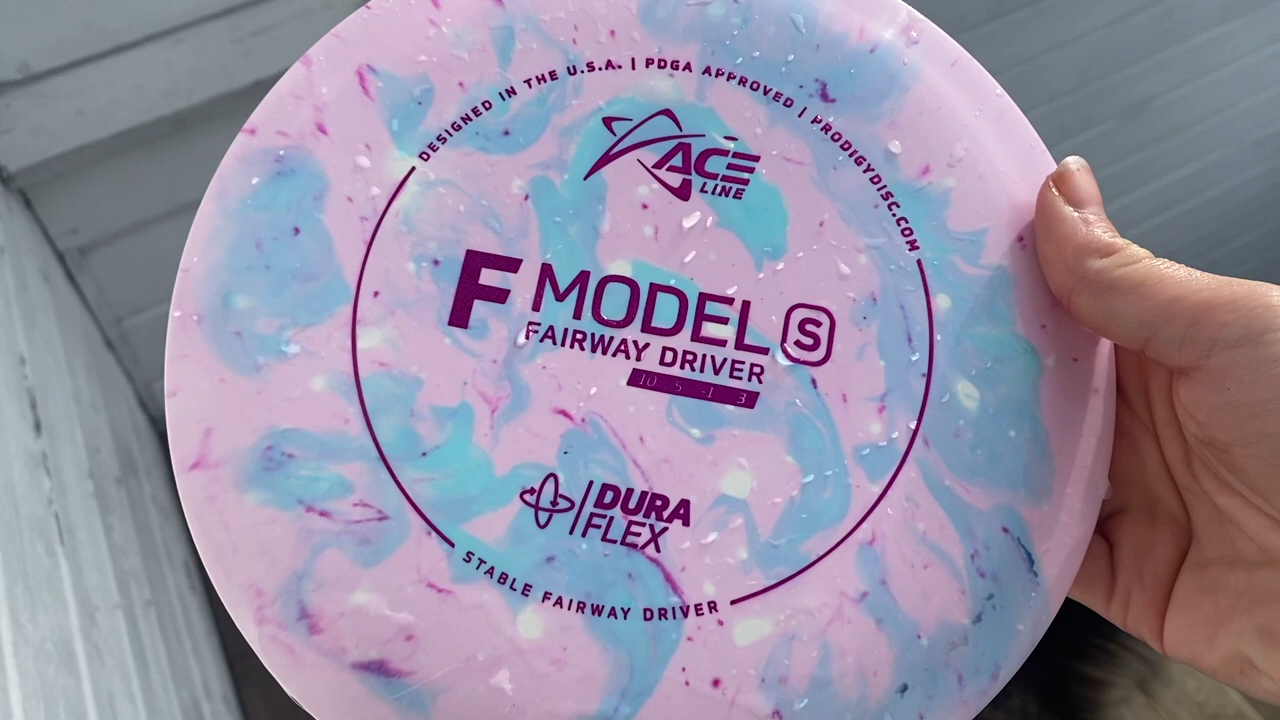 DESIGNED IN THE U.S.A. | PDGA APPROVED | PRODIGYDISC.COM
ACE
LINE
F MODEL S
FAIRWAY DRIVER
10 5 -1 3
DURA
FLEX
STABLE FAIRWAY DRIVER